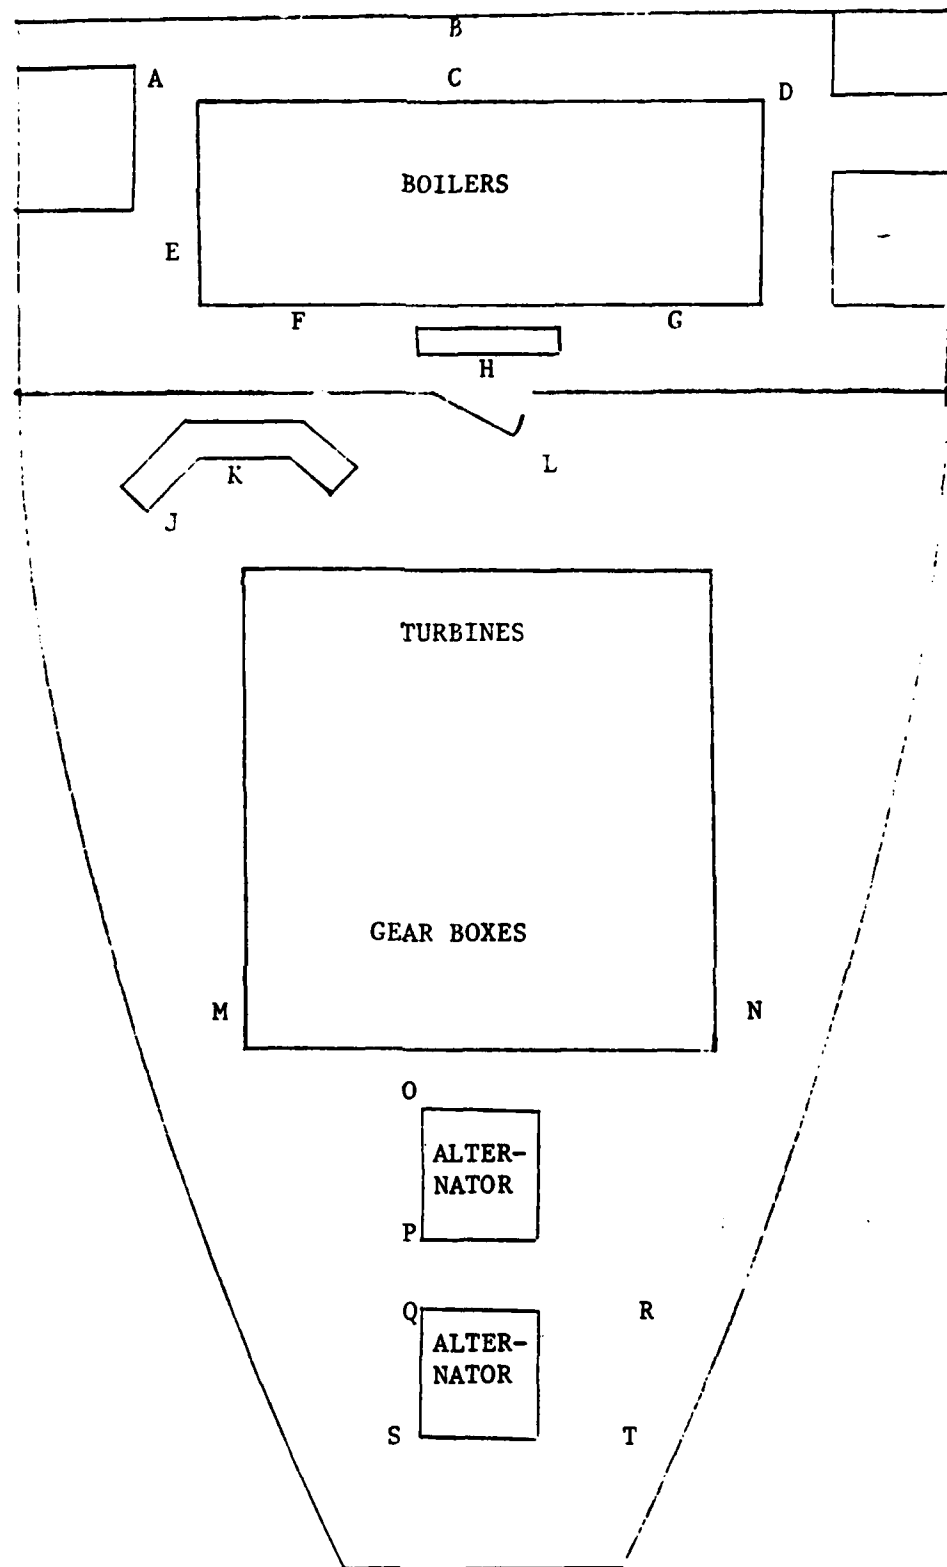 B
A
C
D
BOILERS
E
F
G
H
L
K
J
TURBINES
GEAR BOXES
M
N
O
ALTER-
NATOR
P
Q
R
ALTER-
NATOR
S
T